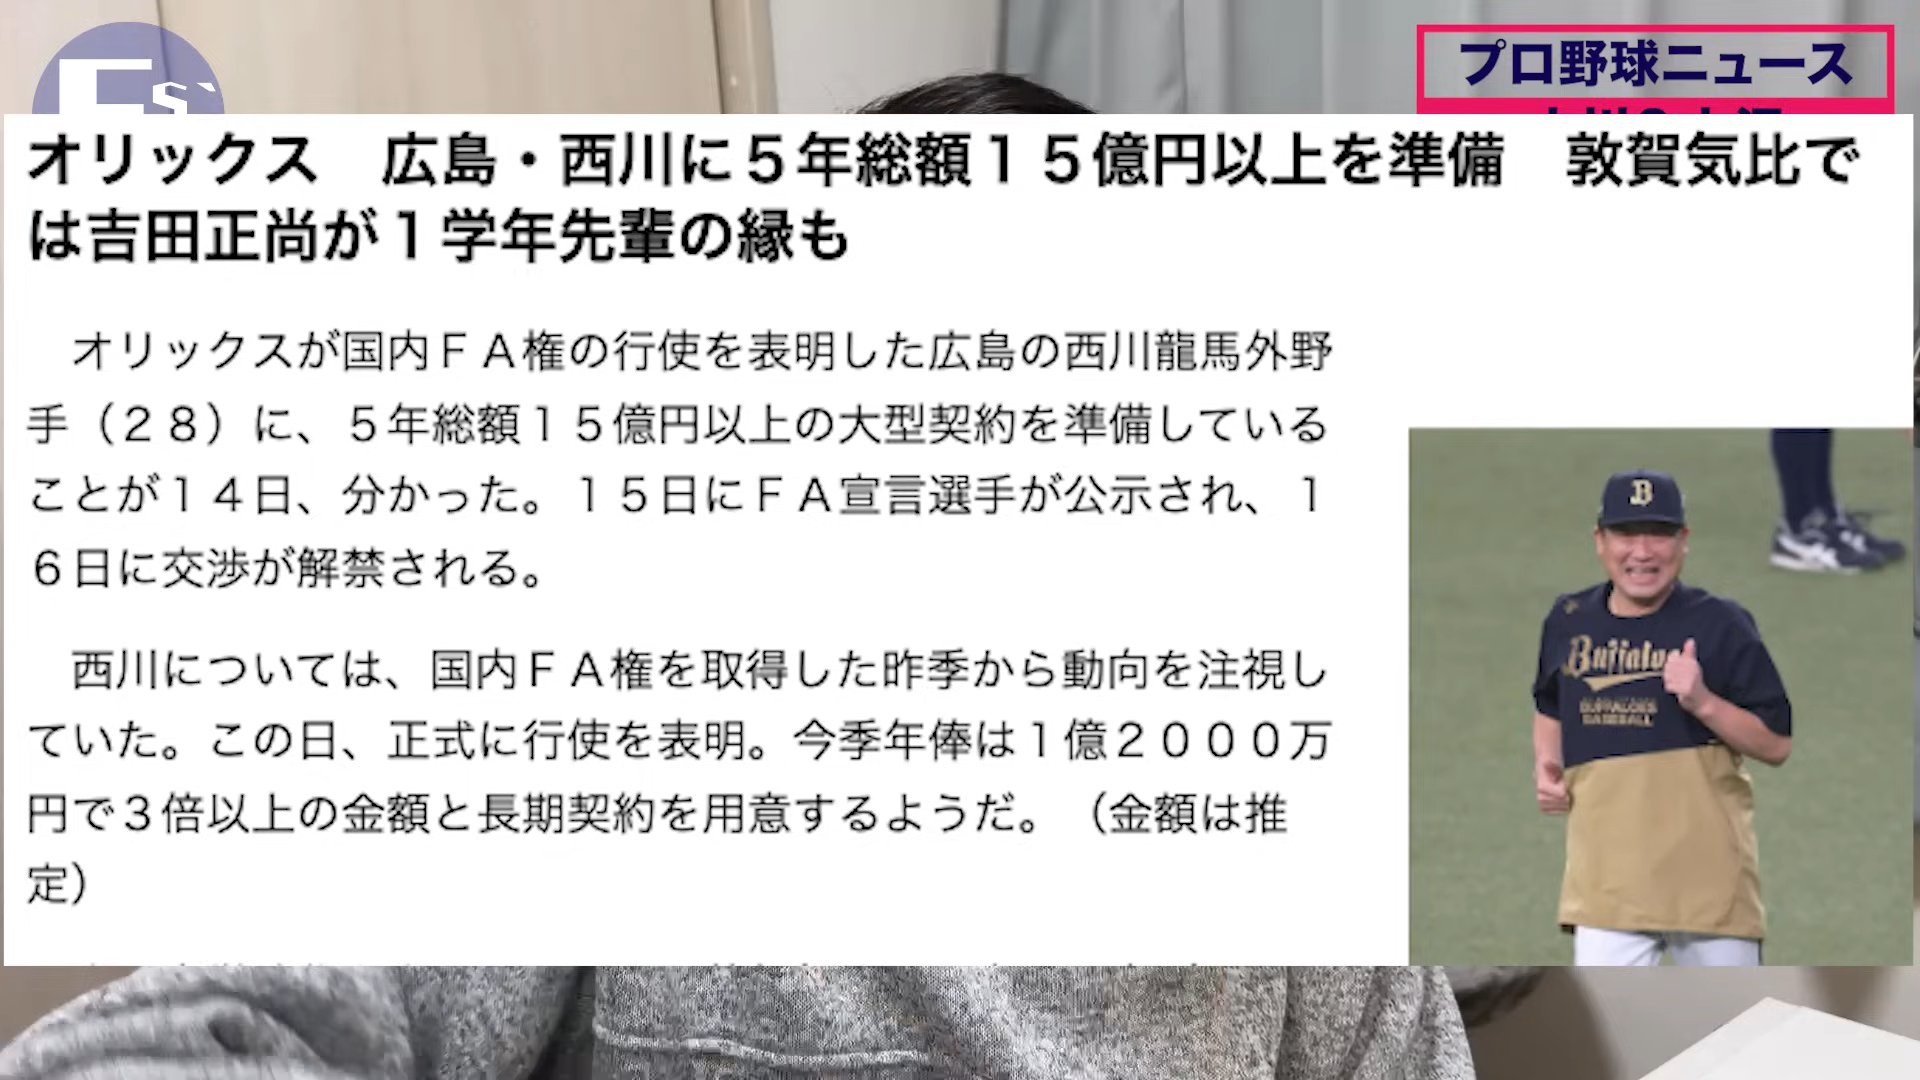 プロ野球ニュース
オリックス　広島・西川に５年総額１５億円以上を準備　敦賀気比で
は吉田正尚が１学年先輩の縁も
オリックスが国内ＦＡ権の行使を表明した広島の西川龍馬外野
手（２８）に、５年総額１５億円以上の大型契約を準備している
ことが１４日、分かった。１５日にＦＡ宣言選手が公示され、１
６日に交渉が解禁される。
西川については、国内ＦＡ権を取得した昨季から動向を注視し
ていた。この日、正式に行使を表明。今季年俸は１億２０００万
円で３倍以上の金額と長期契約を用意するようだ。（金額は推
定）
B
Buffaloes
BUFFALOES
BASEBALL